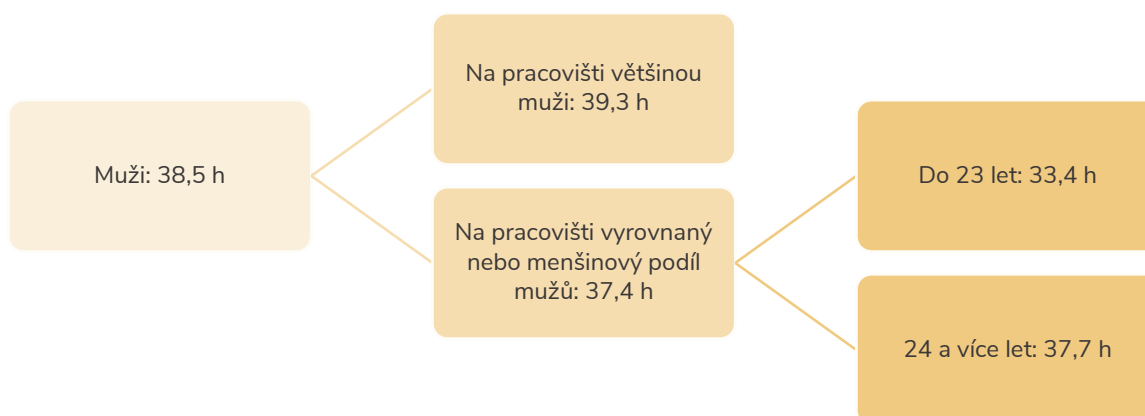 Muži: 38,5 h
Na pracovišti většinou
muži: 39,3 h
Na pracovišti vyrovnaný
nebo menšinový podíl
mužů: 37,4 h
Do 23 let: 33,4 h
24 a více let: 37,7 h